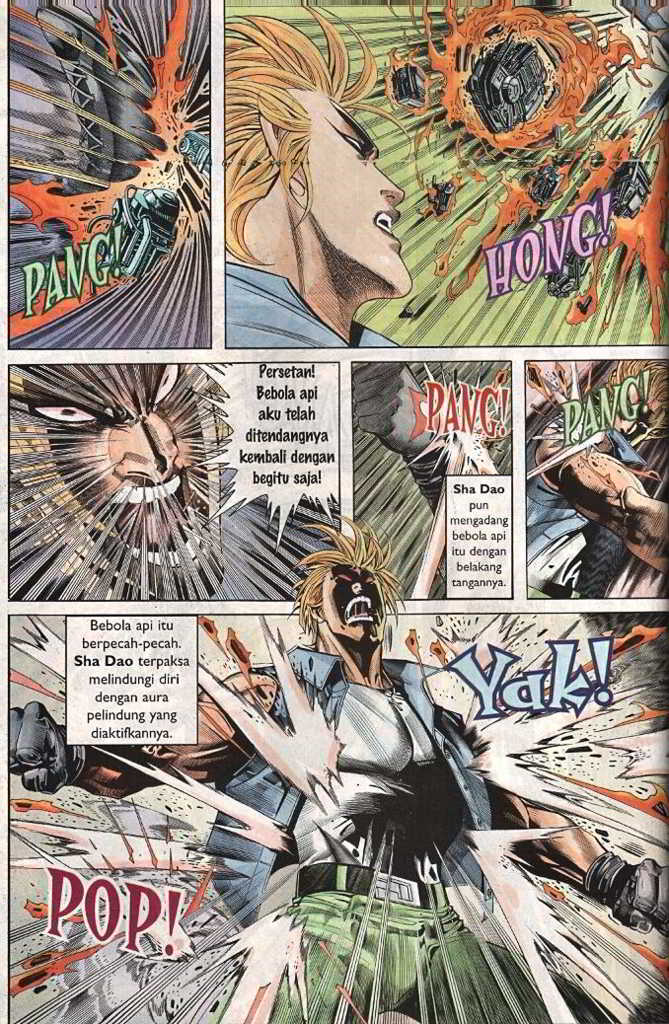 PANG!
HONG!
Persetan!
Bebola api
aku telah
ditendangnya
kembali dengan
begitu saja!
PANG!
Sha Dao
pun
mengadang
bebola api
itu dengan
belakang
tangannya.
PANG!
Bebola api itu
berpecah-pecah.
Sha Dao terpaksa
melindungi diri
dengan aura
pelindung yang
diaktifkannya.
Yak!
POP!